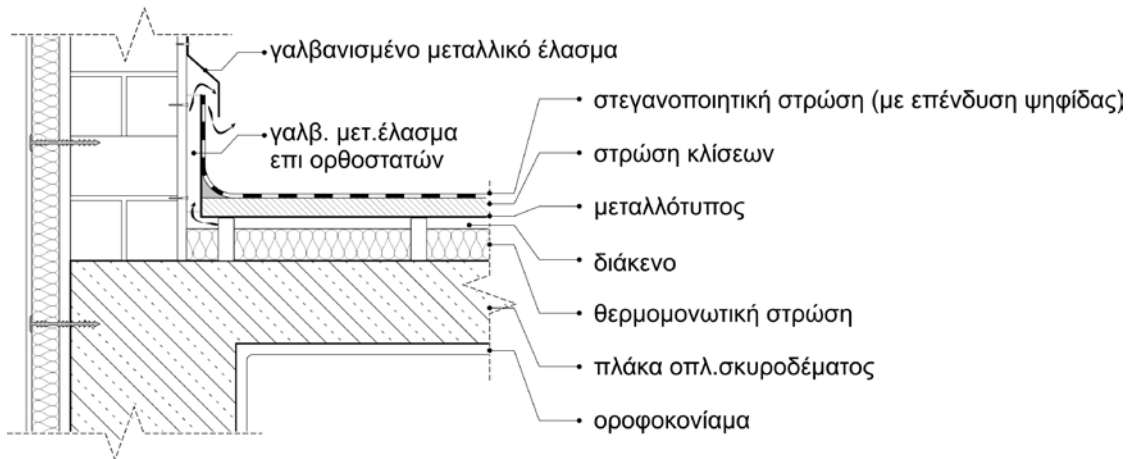 γαλβανισμένο μεταλλικό έλασμα
γαλβ. μετ.έλασμα
επι ορθοστατών
στεγανοποιητική στρώση (με επένδυση ψηφίδας)
στρώση κλίσεων
μεταλλότυπος
διάκενο
θερμομονωτική στρώση
πλάκα οπλ.σκυροδέματος
οροφοκονίαμα